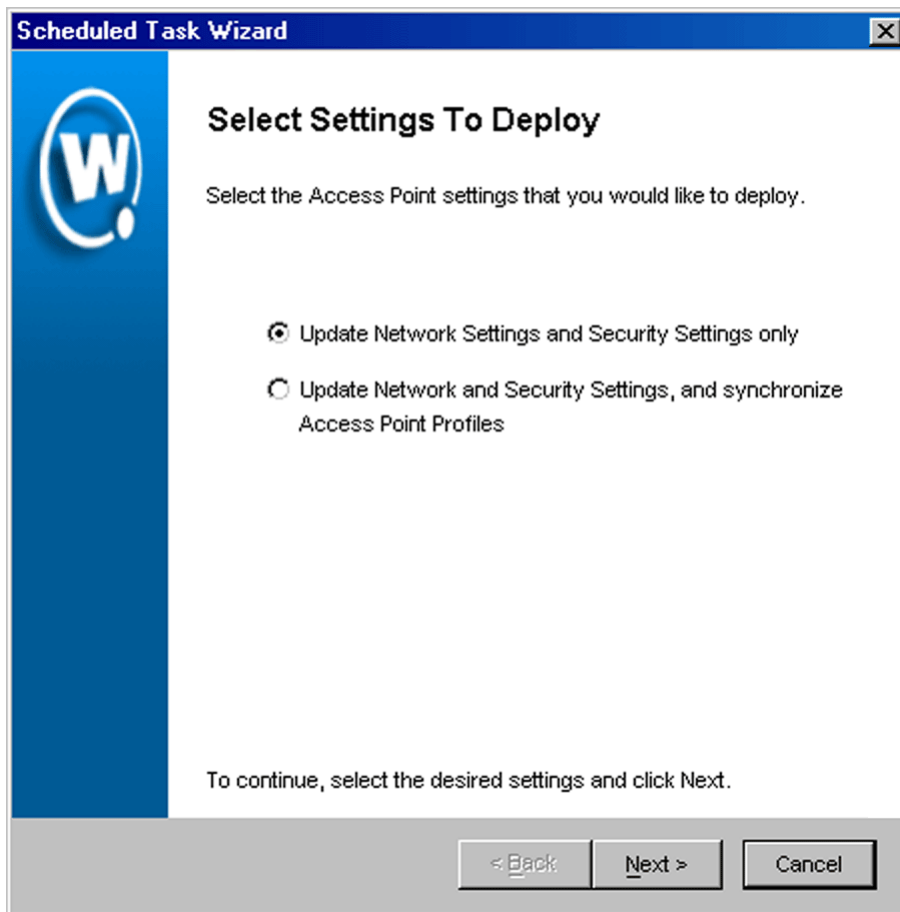 Scheduled Task Wizard
W
Select Settings To Deploy
Select the Access Point settings that you would like to deploy.
Update Network Settings and Security Settings only
Update Network and Security Settings, and synchronize
Access Point Profiles
To continue, select the desired settings and click Next.
< Back
Next >
Cancel